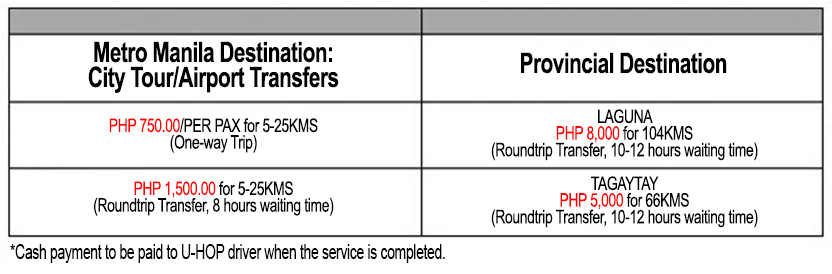 Metro Manila Destination:
City Tour/Airport Transfers
Provincial Destination
PHP 750.00/PER PAX for 5-25KMS
(One-way Trip)
LAGUNA
PHP 8,000 for 104KMS
(Roundtrip Transfer, 10-12 hours waiting time)
PHP 1,500.00 for 5-25KMS
(Roundtrip Transfer, 8 hours waiting time)
TAGAYTAY
PHP 5,000 for 66KMS
(Roundtrip Transfer, 10-12 hours waiting time)
*Cash payment to be paid to U-HOP driver when the service is completed.